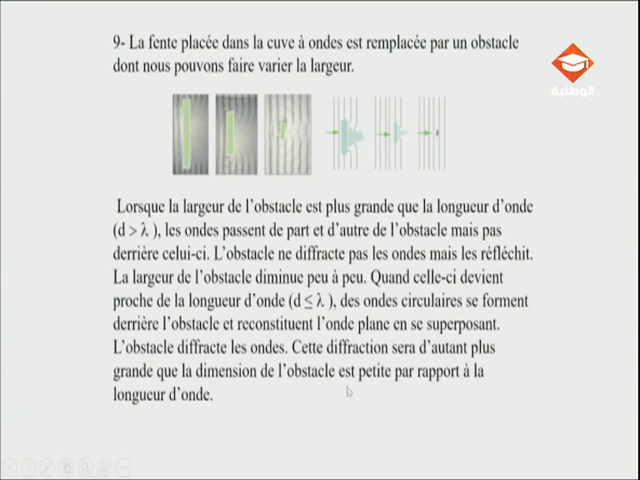 9- La fente placée dans la cuve à ondes est remplacée par un obstacle
dont nous pouvons faire varier la largeur.
الوطنية
Lorsque la largeur de l'obstacle est plus grande que la longueur d'onde
(d > λ ), les ondes passent de part et d'autre de l'obstacle mais pas
derrière celui-ci. L'obstacle ne diffracte pas les ondes mais les réfléchit.
La largeur de l'obstacle diminue peu à peu. Quand celle-ci devient
proche de la longueur d'onde (d ≤ λ ), des ondes circulaires se forment
derrière l'obstacle et reconstituent l'onde plane en se superposant.
L'obstacle diffracte les ondes. Cette diffraction sera d'autant plus
grande que la dimension de l'obstacle est petite par rapport à la
longueur d'onde.